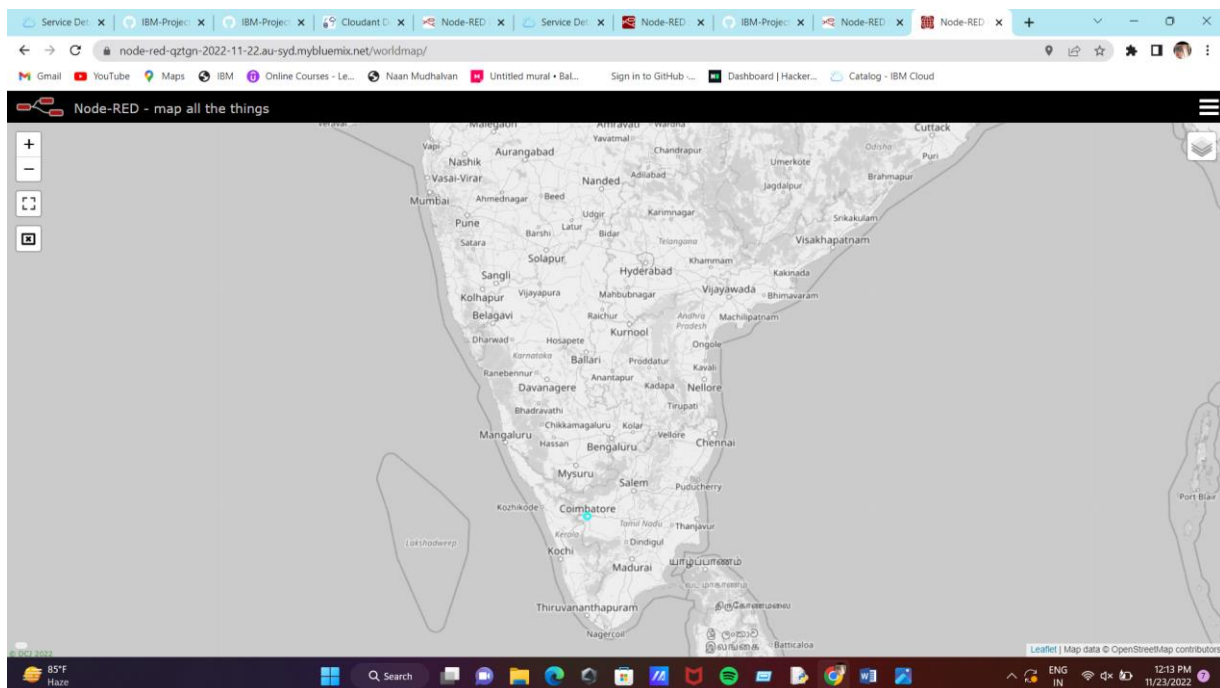 Service Det
IBM-Projec
IBM-Projec
Cloudant D
Node-RED
Service Det
Node-RED
IBM-Projec
Node-RED
Node-RED
node-red-qztgn-2022-11-22.au-syd.mybluemix.net/worldmap/
Gmail YouTube Maps IBM Online Courses - Le... Naan Mudhalvan Untitled mural • Bal... Sign in to GitHub ·... Dashboard | Hacker... Catalog - IBM Cloud
Node-RED - map all the things
+
−
Malegaon
Amravati
Wardha
Cuttack
Vapi
Yavatmal
Chandrapur
Odisha
Puri
Nashik
Aurangabad
Umerkote
Vasai-Virar
Nanded
Adilabad
Jagdalpur
Brahmapur
Mumbai
Ahmednagar
Beed
Udgir
Karimnagar
Srikakulam
Pune
Latur
Barshi
Bidar
Satara
Telangana
Visakhapatnam
Solapur
Khammam
Hyderabad
Kakinada
Sangli
Vijayapura
Mahbubnagar
Vijayawada
Bhimavaram
Kolhapur
Belagavi
Raichur
Andhra
Pradesh
Machilipatnam
Kurnool
Dharwad
Hosapete
Ongole
Karnataka
Ballari
Proddatur
Kavali
Ranebennur
Anantapur
Kadapa
Nellore
Davanagere
Bhadravathi
Tirupati
Chikkamagaluru
Kolar
Mangaluru
Hassan
Bengaluru
Vellore
Chennai
Mysuru
Salem
Puducherry
Port Blair
Kozhikode
Coimbatore
Tamil Nadu
Thanjavur
Kerala
Lakshadweep
Kochi
Dindigul
Madurai
யாழ்ப்பாணம்
வட மாகாணம்
Thiruvananthapuram
திருகோணமலை
Nagercoil
ශ්‍රී ලංකාව
இலங்கை
Batticaloa
© DCJ 2022
Leaflet | Map data © OpenStreetMap contributors
85°F
Haze
Search
ENG
IN
12:13 PM
11/23/2022
7